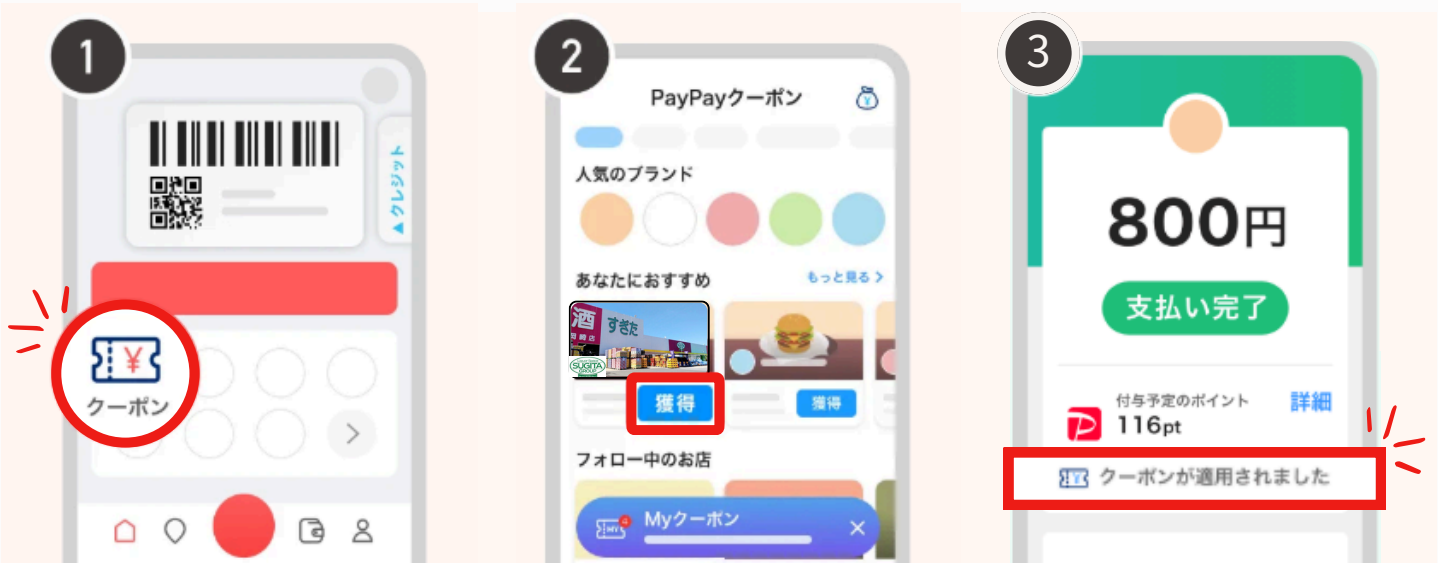 1
▲クレジット
クーポン
2
PayPayクーポン
人気のブランド
あなたにおすすめ
もっと見る >
酒
すぎた
SUGITA
GROUP
獲得
獲得
フォロー中のお店
MY
4
Myクーポン
3
800円
支払い完了
付与予定のポイント
116pt
詳細
クーポンが適用されました